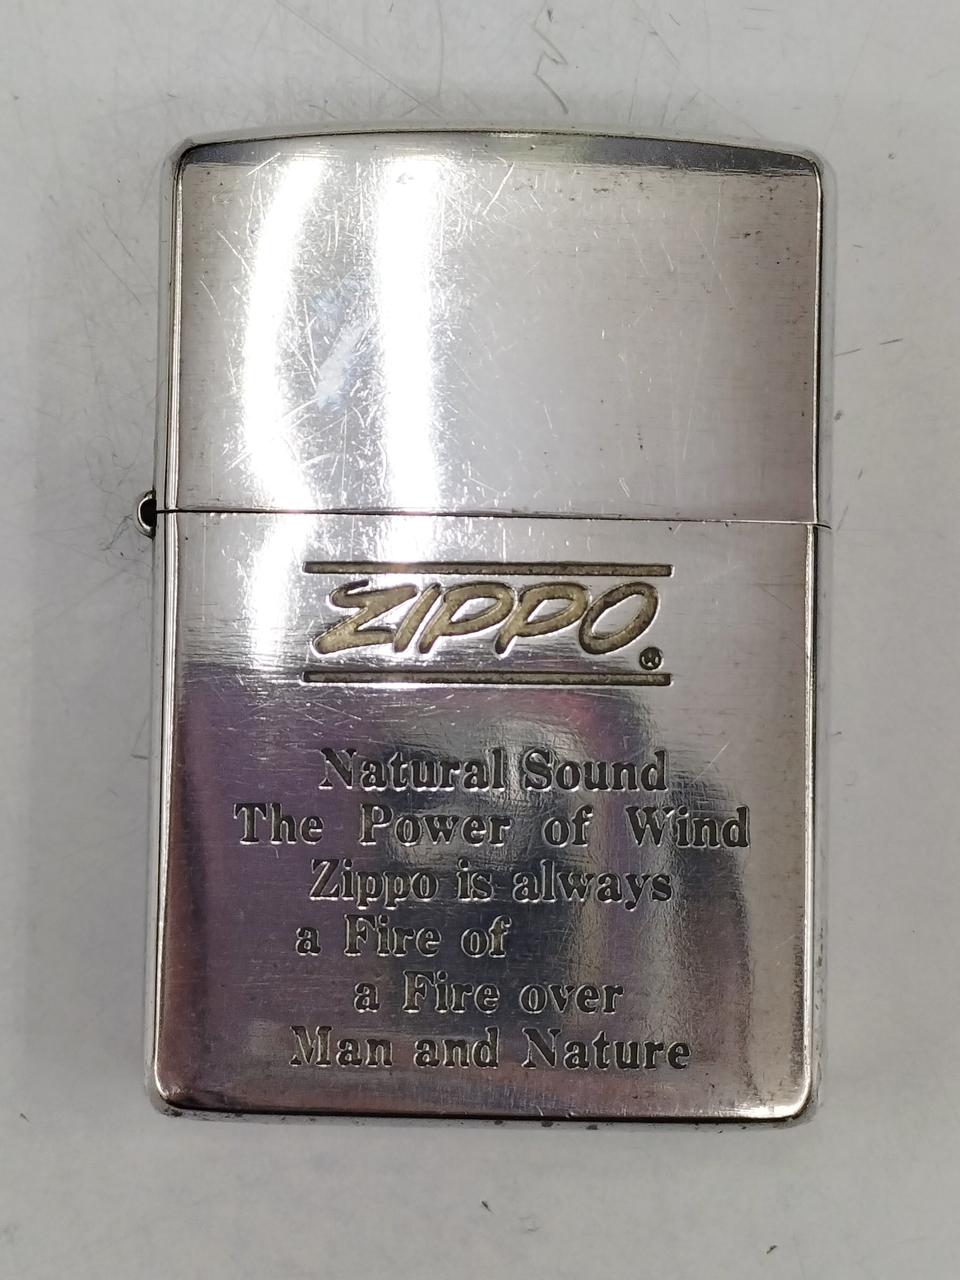 ZIPPO®
Natural Sound
The Power of Wind
Zippo is always
a Fire of
a Fire over
Man and Nature